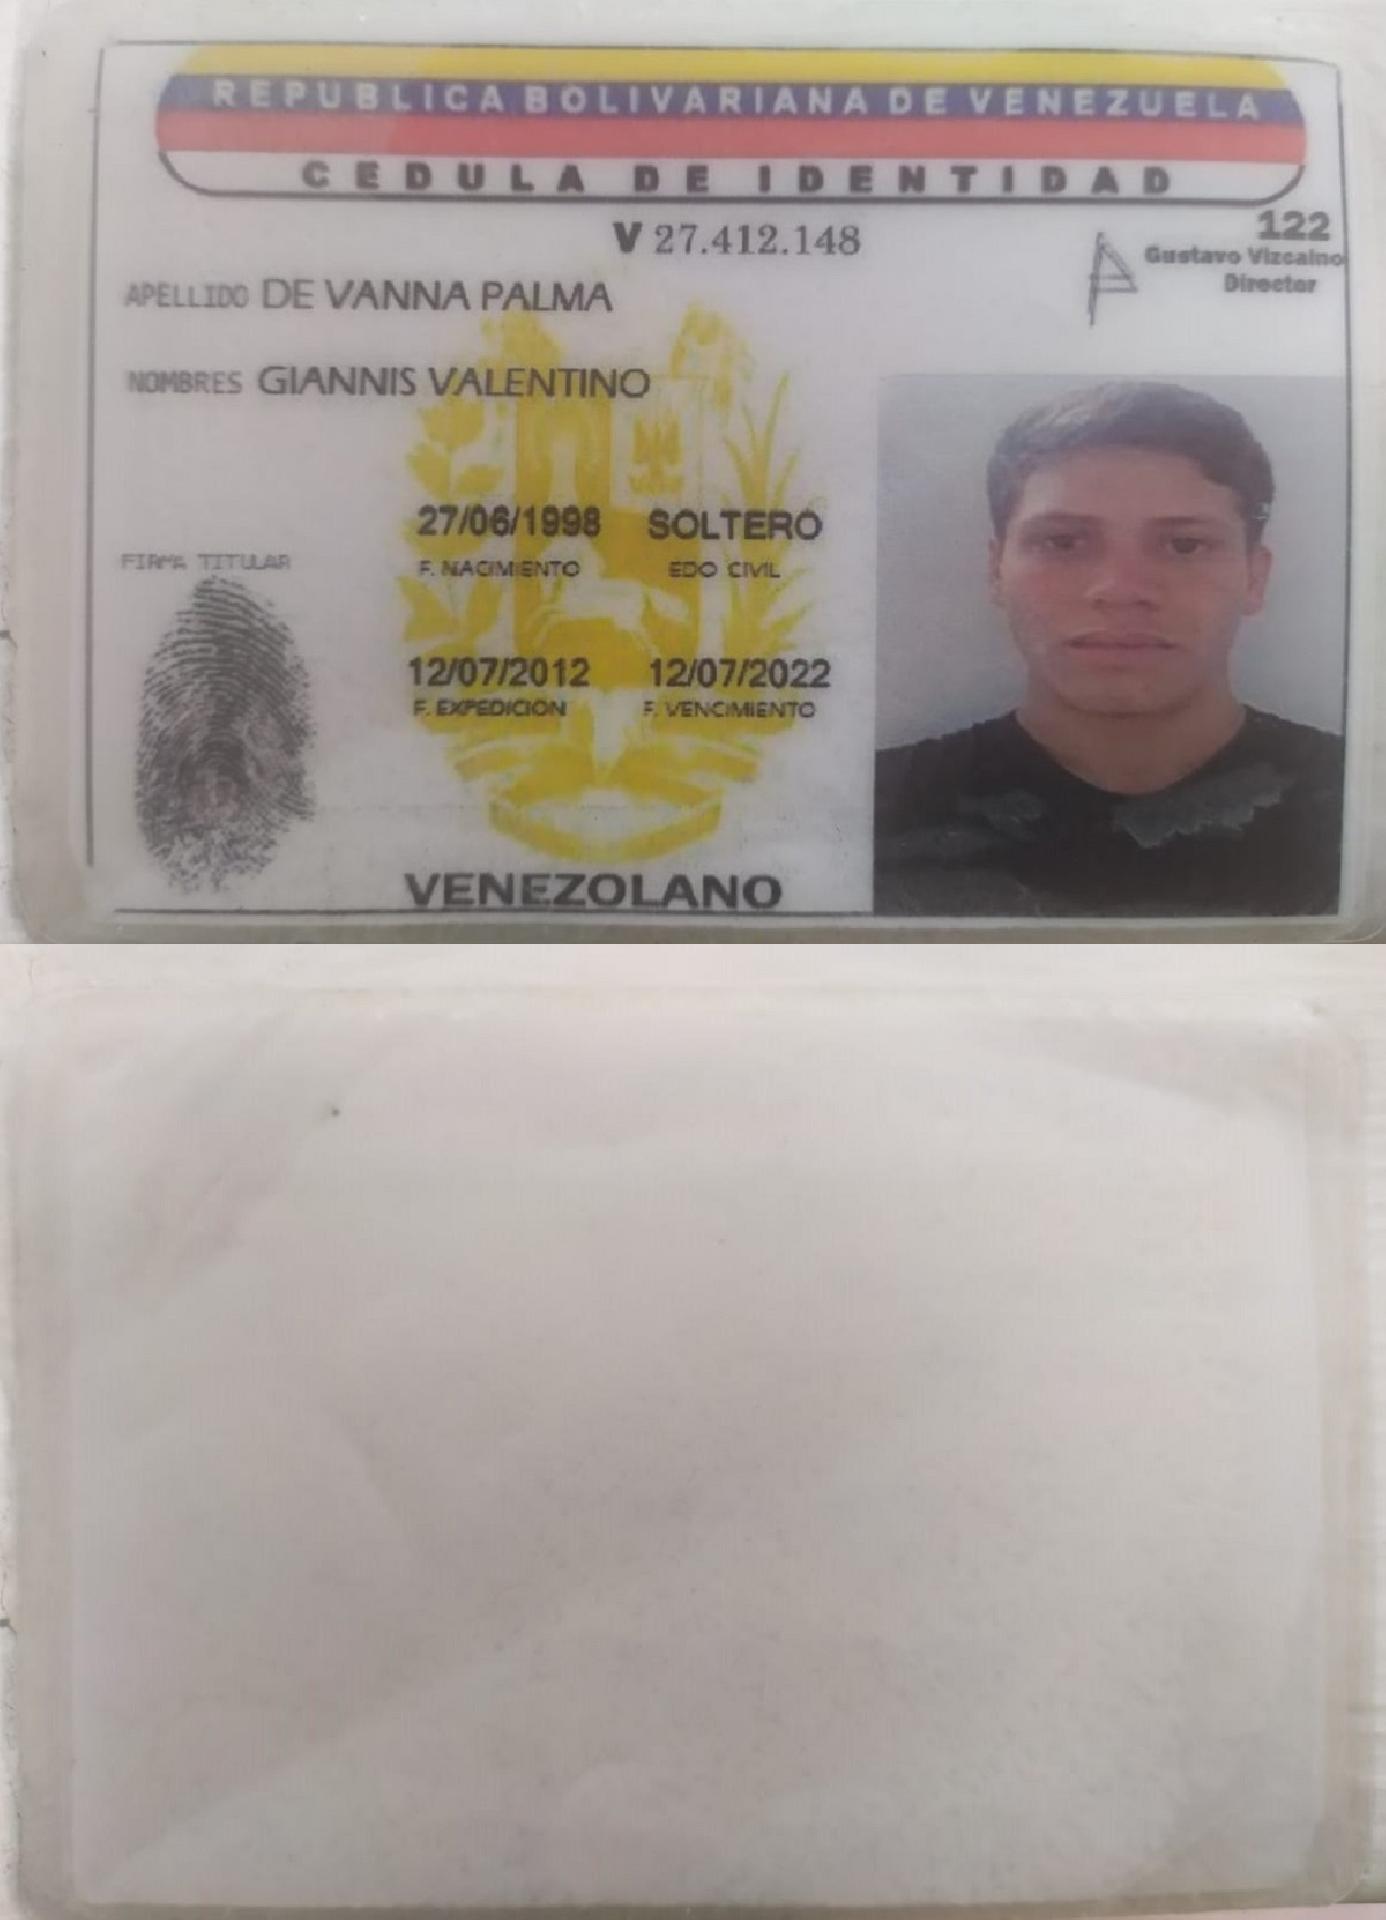 REPUBLICA BOLIVARIANA DE VENEZUELA
CEDULA DE IDENTIDAD
V 27.412.148
122
Gustavo Vizcaino
Director
APELLIDO DE VANNA PALMA
NOMBRES GIANNIS VALENTINO
27/06/1998 SOLTERO
F. NACIMIENTO EDO CIVIL
FIRMA TITULAR
12/07/2012 12/07/2022
F. EXPEDICION F. VENCIMIENTO
VENEZOLANO